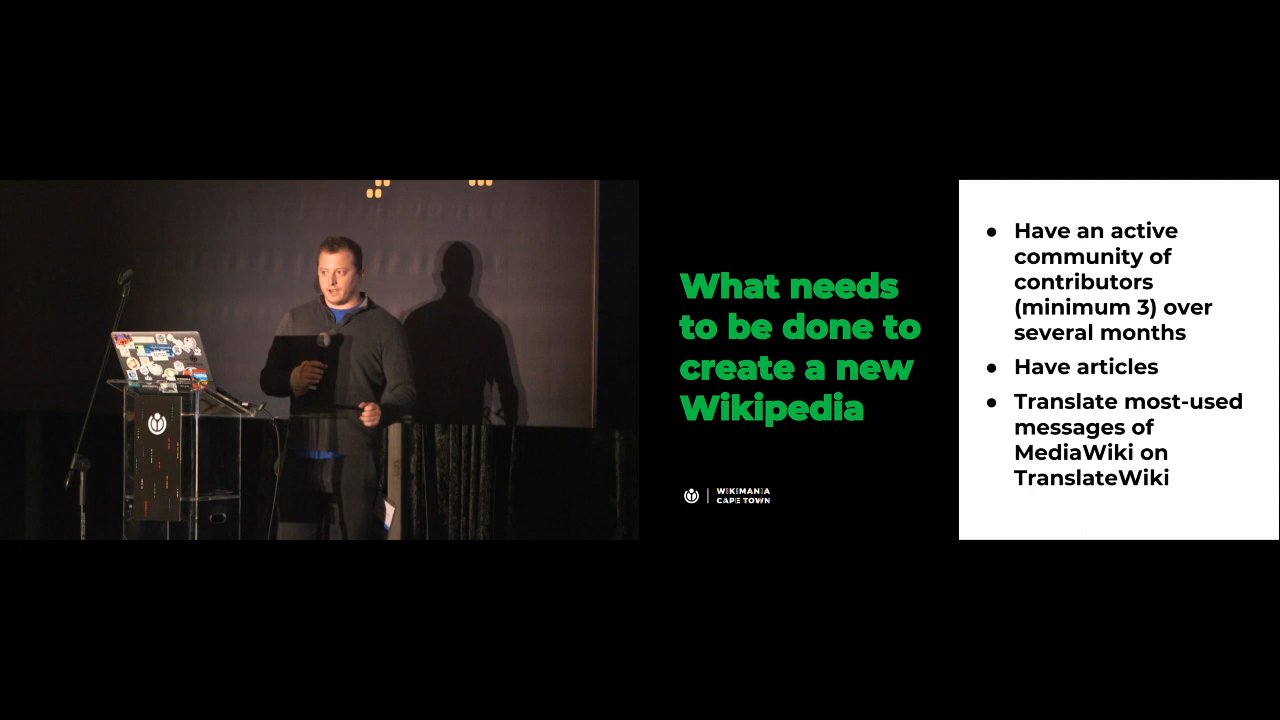 What needs
to be done to
create a new
Wikipedia
WIKIMANIA
CAPE TOWN
● Have an active
community of
contributors
(minimum 3) over
several months
● Have articles
● Translate most-used
messages of
MediaWiki on
TranslateWiki